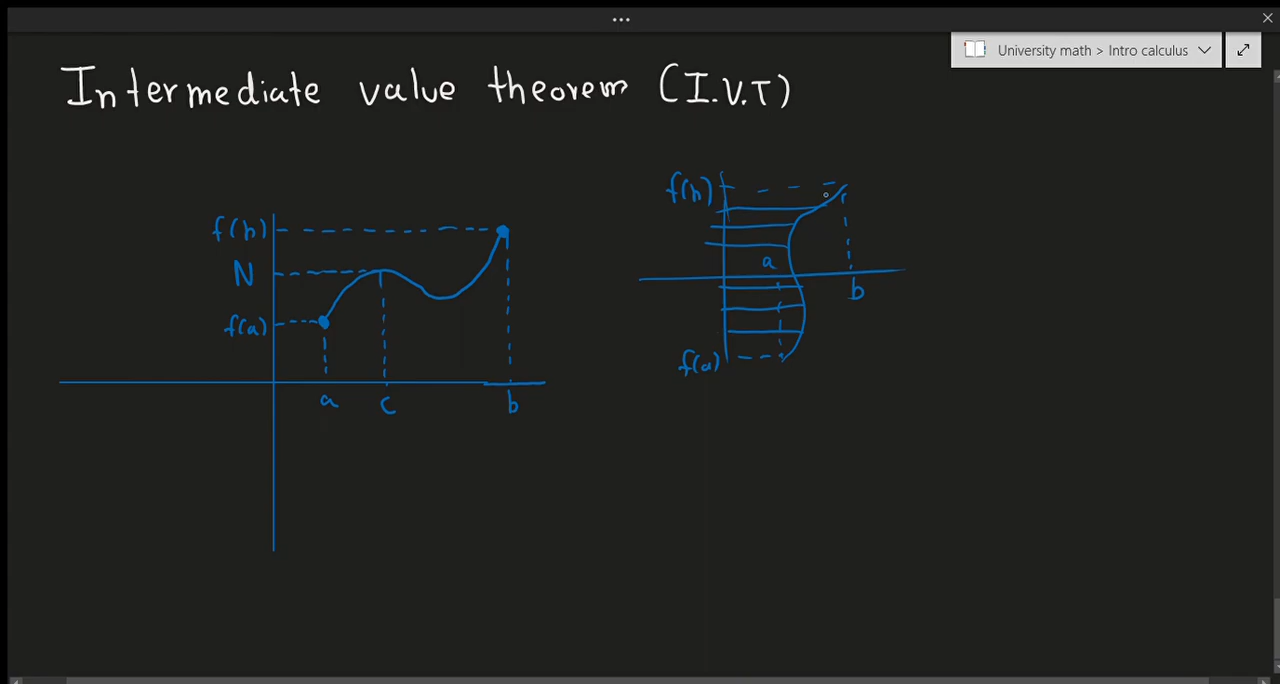 University math > Intro calculus
Intermediate value theorem (I.V.T)
f(b)
N
f(a)
a
c
b
f(b)
a
b
f(a)